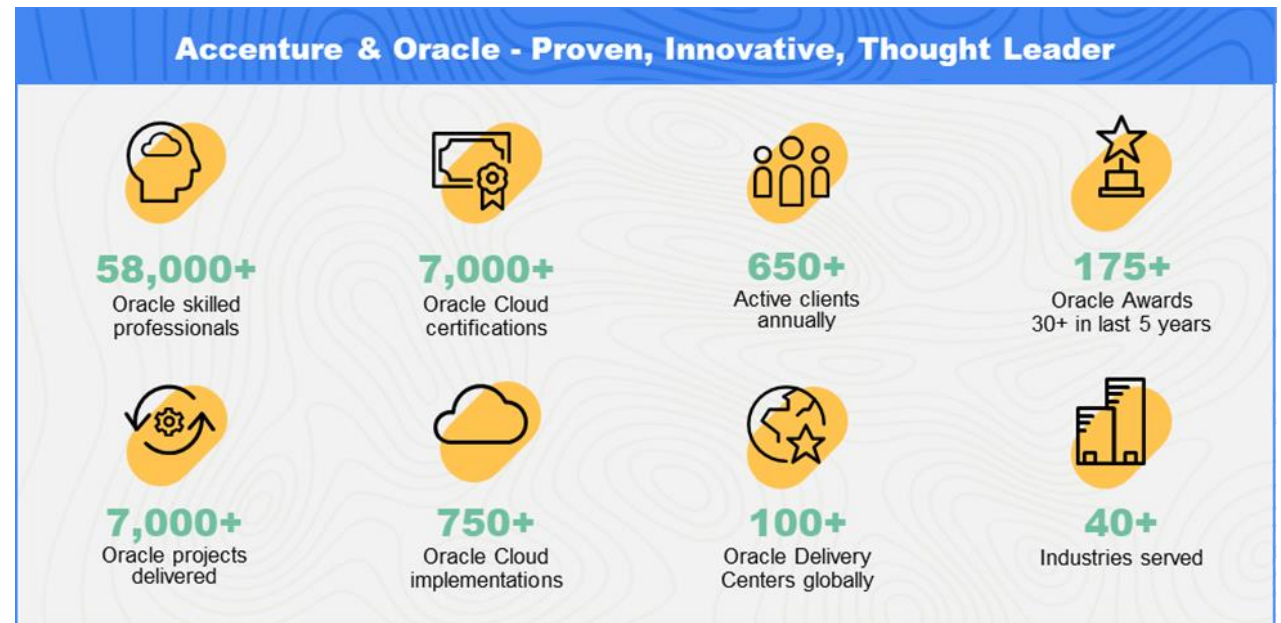 Accenture & Oracle - Proven, Innovative, Thought Leader
58,000+
Oracle skilled
professionals
7,000+
Oracle Cloud
certifications
650+
Active clients
annually
175+
Oracle Awards
30+ in last 5 years
7,000+
Oracle projects
delivered
750+
Oracle Cloud
implementations
100+
Oracle Delivery
Centers globally
40+
Industries served